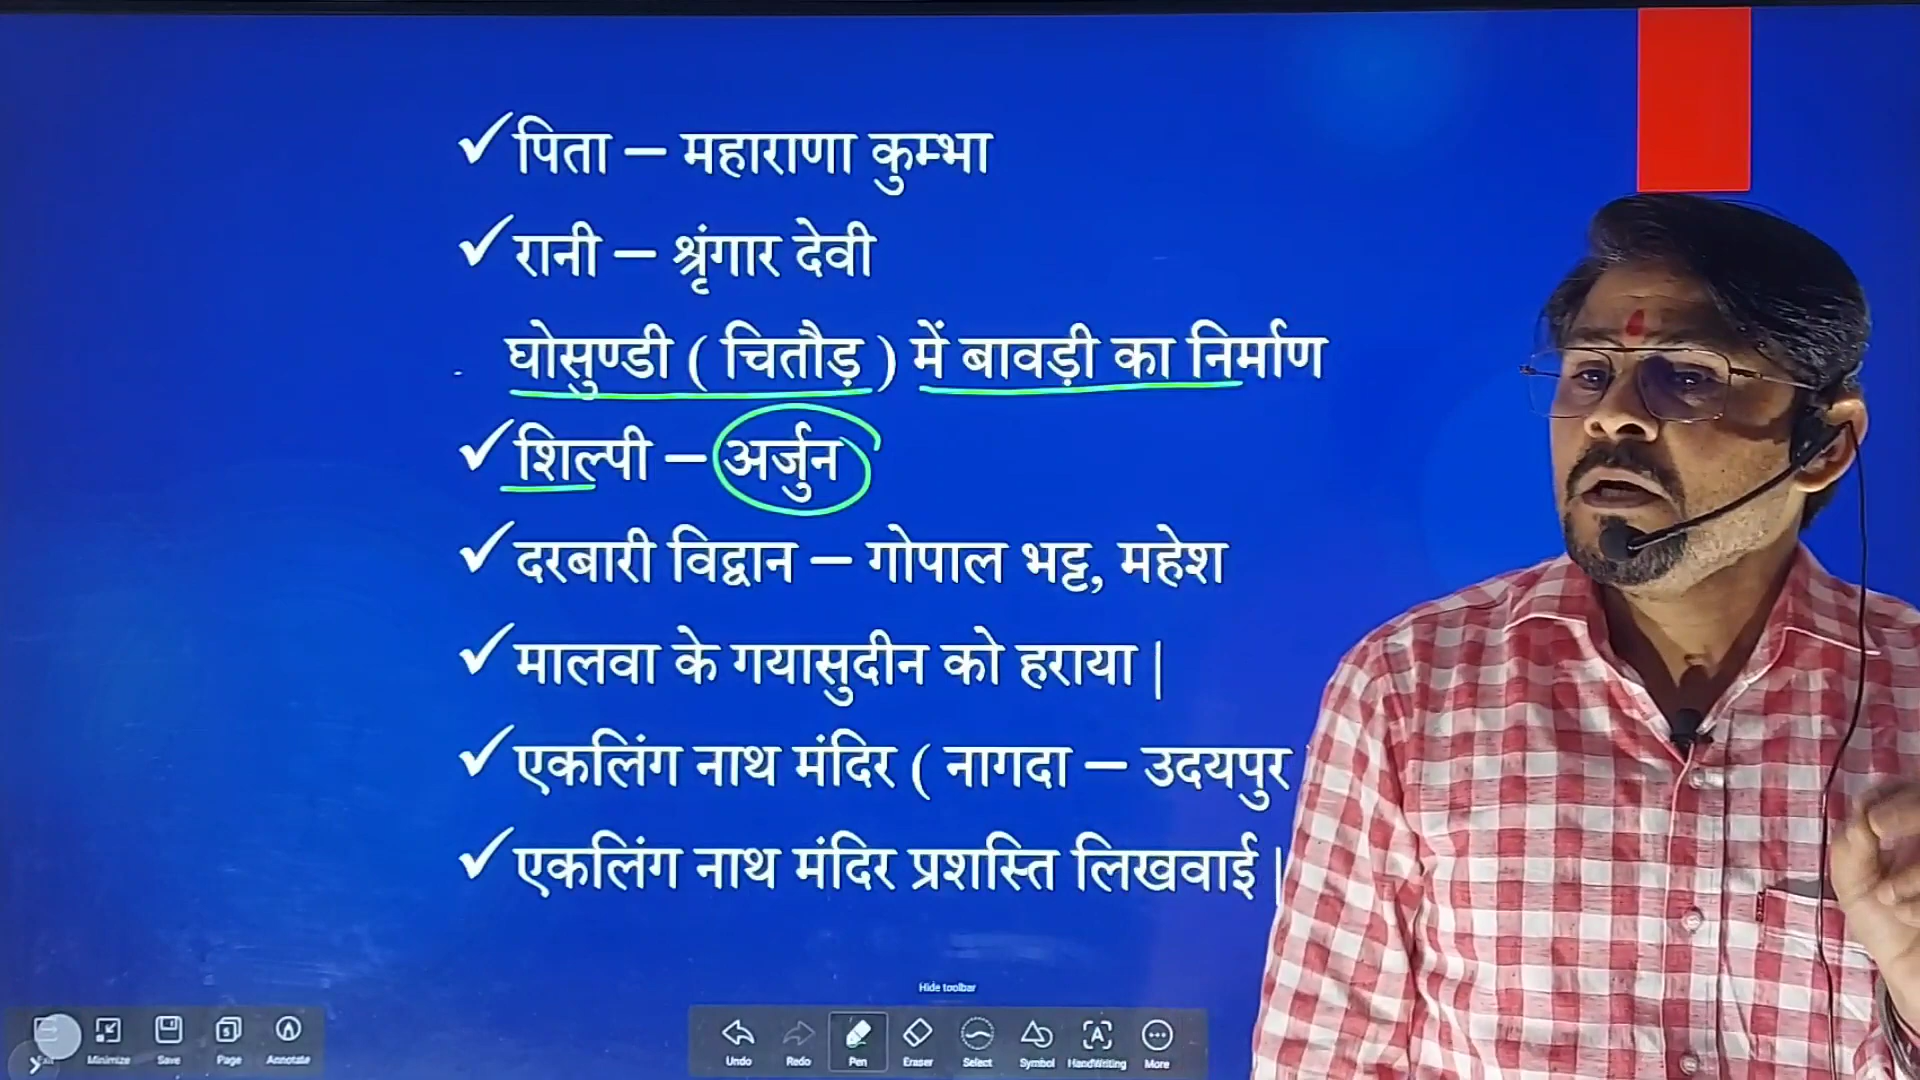 पिता – महाराणा कुम्भा
रानी – श्रृंगार देवी
घोसुण्डी ( चितौड़ ) में बावड़ी का निर्माण
शिल्पी – अर्जुन
दरबारी विद्वान – गोपाल भट्ट, महेश
मालवा के गयासुदीन को हराया |
एकलिंग नाथ मंदिर ( नागदा – उदयपुर
एकलिंग नाथ मंदिर प्रशस्ति लिखवाई |
Hide toolbar
Minimize Save Page Annotate Undo Redo Pen Eraser Select Symbol HandWriting More